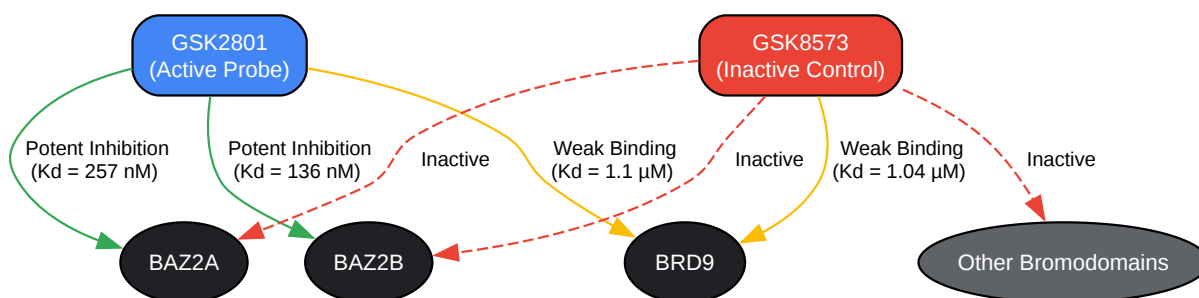 GSK2801
(Active Probe)
GSK8573
(Inactive Control)
Potent Inhibition
(Kd = 257 nM)
Potent Inhibition
(Kd = 136 nM)
Inactive
Weak Binding
(Kd = 1.1 µM)
Inactive
Weak Binding
(Kd = 1.04 µM)
Inactive
BAZ2A
BAZ2B
BRD9
Other Bromodomains